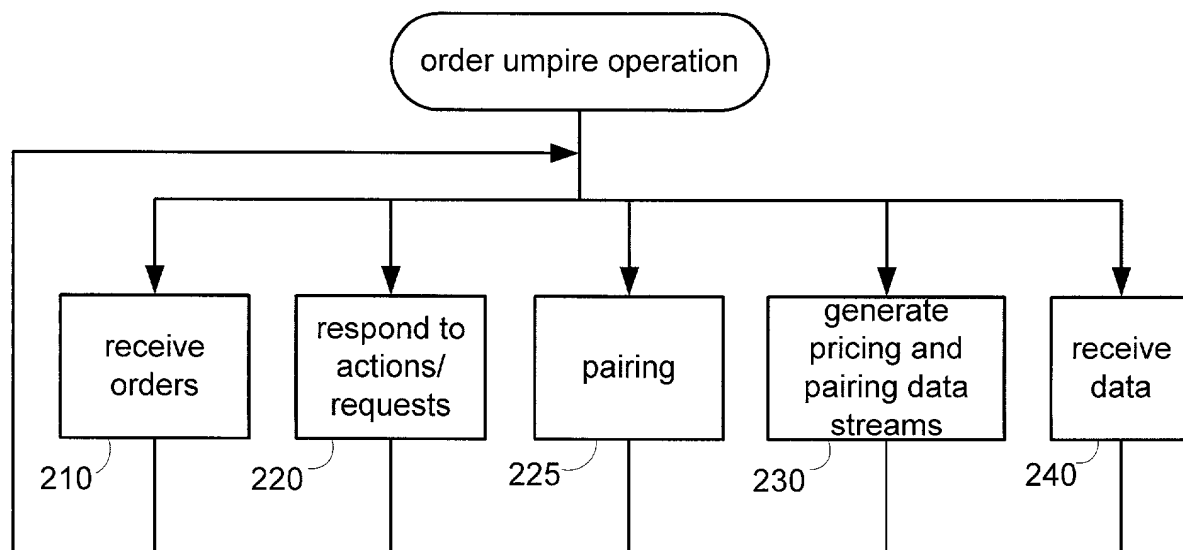 order umpire operation
receive
orders
respond to
actions/
requests
pairing
generate
pricing and
pairing data
streams
receive
data
210
220
225
230
240